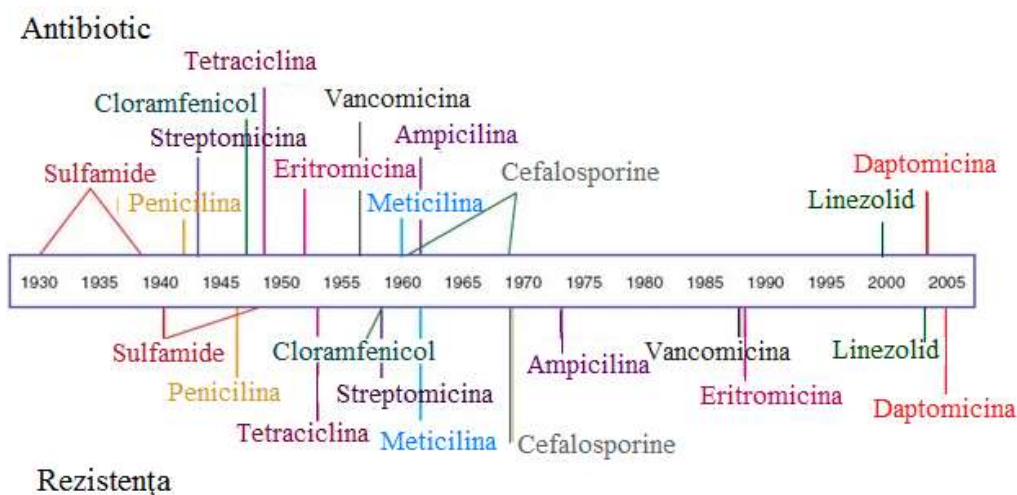 Antibiotic
Tetraciclina
Cloramfenicol
Vancomicina
Streptomicina
Ampicilina
Sulfamide
Eritromicina
Cefalosporine
Daptomicina
Penicilina
Meticilina
Linezolid
1930 1935 1940 1945 1950 1955 1960 1965 1970 1975 1980 1985 1990 1995 2000 2005
Sulfamide
Cloramfenicol
Ampicilina
Vancomicina
Linezolid
Penicilina
Streptomicina
Eritromicina
Daptomicina
Tetraciclina
Meticilina
Cefalosporine
Rezistența